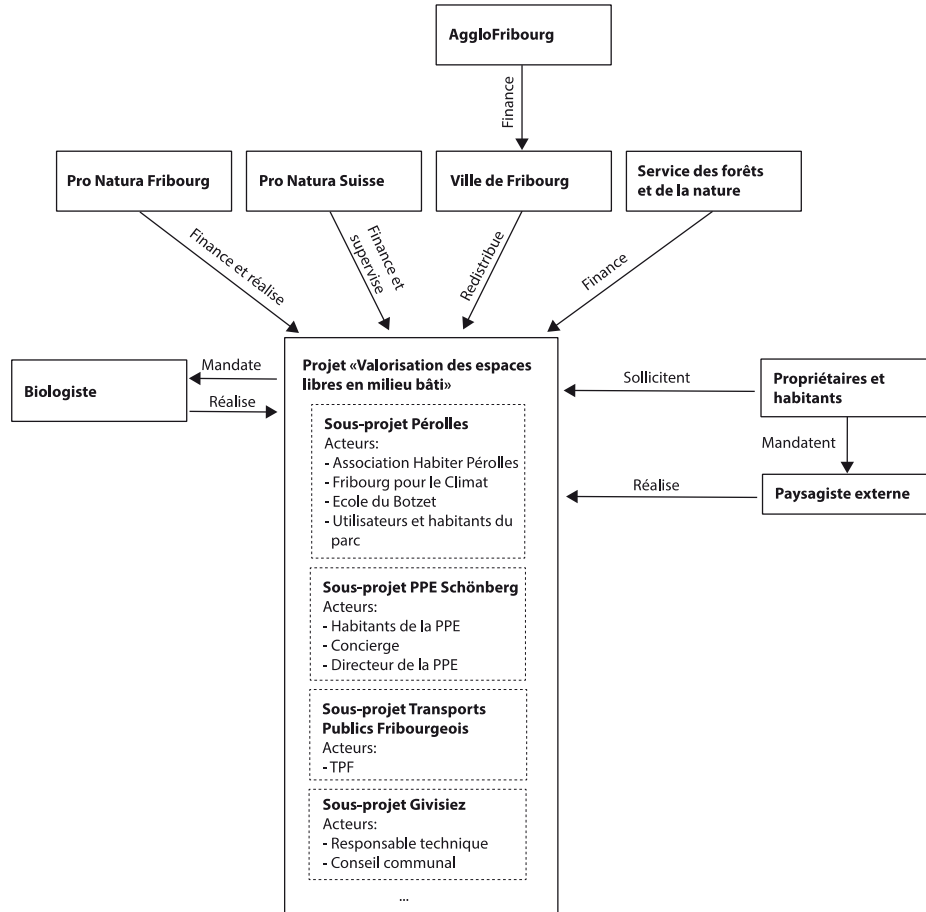 AggloFribourg
Finance
Pro Natura Fribourg
Pro Natura Suisse
Ville de Fribourg
Service des forêts
et de la nature
Finance et réalise
Finance et
supervise
Redistribue
Finance
Projet «Valorisation des espaces
libres en milieu bâti»
Mandate
Biologiste
Réalise
Sollicitent
Propriétaires et
habitants
Mandatent
Réalise
Paysagiste externe
Sous-projet Pérolles
Acteurs:
- Association Habiter Pérolles
- Fribourg pour le Climat
- Ecole du Botzet
- Utilisateurs et habitants du
parc
Sous-projet PPE Schönberg
Acteurs:
- Habitants de la PPE
- Concierge
- Directeur de la PPE
Sous-projet Transports
Publics Fribourgeois
Acteurs:
- TPF
Sous-projet Givisiez
Acteurs:
- Responsable technique
- Conseil communal
...